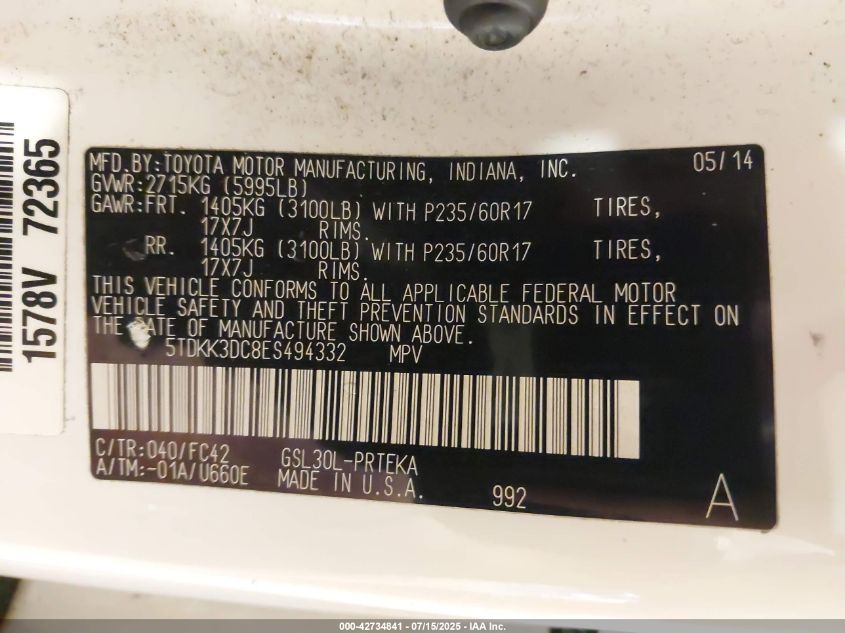 1578V 72365
MFD.BY:TOYOTA MOTOR MANUFACTURING, INDIANA, INC. 05/14
GVWR:2715KG (5995LB)
GAWR:FRT. 1405KG (3100LB) WITH P235/60R17 TIRES,
17X7J RIMS.
RR. 1405KG (3100LB) WITH P235/60R17 TIRES,
17X7J RIMS.
THIS VEHICLE CONFORMS TO ALL APPLICABLE FEDERAL MOTOR
VEHICLE SAFETY AND THEFT PREVENTION STANDARDS IN EFFECT ON
THE DATE OF MANUFACTURE SHOWN ABOVE.
5TDKK3DC8ES494332 MPV
C/TR:040/FC42 GSL30L-PRTEKA
A/TM:-01A/U660E MADE IN U.S.A. 992 A
000-42734841 - 07/15/2025 - IAA Inc.